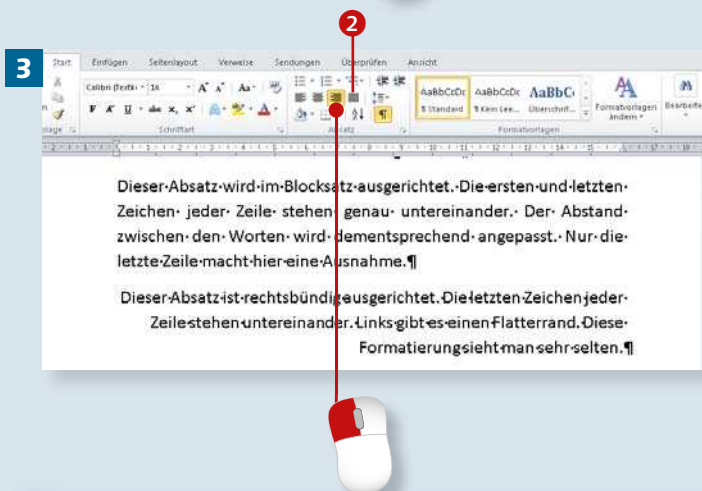 2
3
Start Einfügen Seitenlayout Verweise Sendungen Überprüfen Ansicht
Calibri (Textk 16 A A Aa
AaBbCcDc AaBbCcDc AaBbC
F K U abc x, x² A
¶ Standard ¶ Kein Lee... Überschrif... Formatvorlagen ändern Bearbeite
Schriftart Absatz Formatvorlagen
Dieser·Absatz·wird·im·Blocksatz·ausgerichtet.·Die·ersten·und·letzten·
Zeichen· jeder· Zeile· stehen· genau· untereinander.· Der· Abstand·
zwischen· den· Worten· wird· dementsprechend· angepasst.· Nur· die·
letzte·Zeile·macht·hier·eine·Ausnahme.¶
Dieser·Absatz·ist·rechtsbündig·ausgerichtet.·Die·letzten·Zeichen·jeder·
Zeile·stehen·untereinander.·Links·gibt·es·einen·Flatterrand.·Diese·
Formatierung·sieht·man·sehr·selten.¶